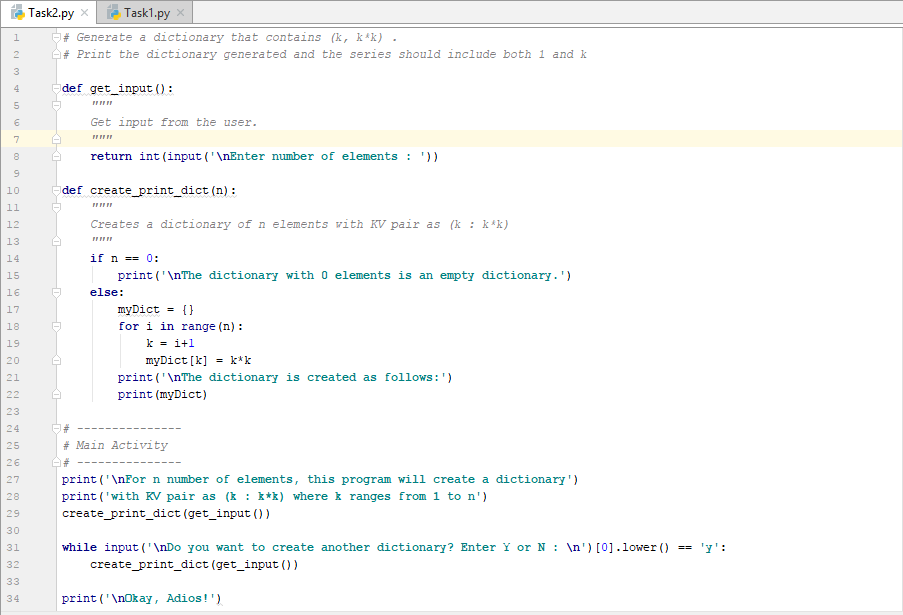 Task2.py × Task1.py ×
1 # Generate a dictionary that contains (k, k*k) .
2 # Print the dictionary generated and the series should include both 1 and k
3
4 def get_input():
5     """
6     Get input from the user.
7     """
8     return int(input('\nEnter number of elements : '))
9
10 def create_print_dict(n):
11     """
12     Creates a dictionary of n elements with KV pair as (k : k*k)
13     """
14     if n == 0:
15         print('\nThe dictionary with 0 elements is an empty dictionary.')
16     else:
17         myDict = {}
18         for i in range(n):
19             k = i+1
20             myDict[k] = k*k
21         print('\nThe dictionary is created as follows:')
22         print(myDict)
23
24 # ---------------
25 # Main Activity
26 # ---------------
27 print('\nFor n number of elements, this program will create a dictionary')
28 print('with KV pair as (k : k*k) where k ranges from 1 to n')
29 create_print_dict(get_input())
30
31 while input('\nDo you want to create another dictionary? Enter Y or N : \n')[0].lower() == 'y':
32     create_print_dict(get_input())
33
34 print('\nOkay, Adios!')